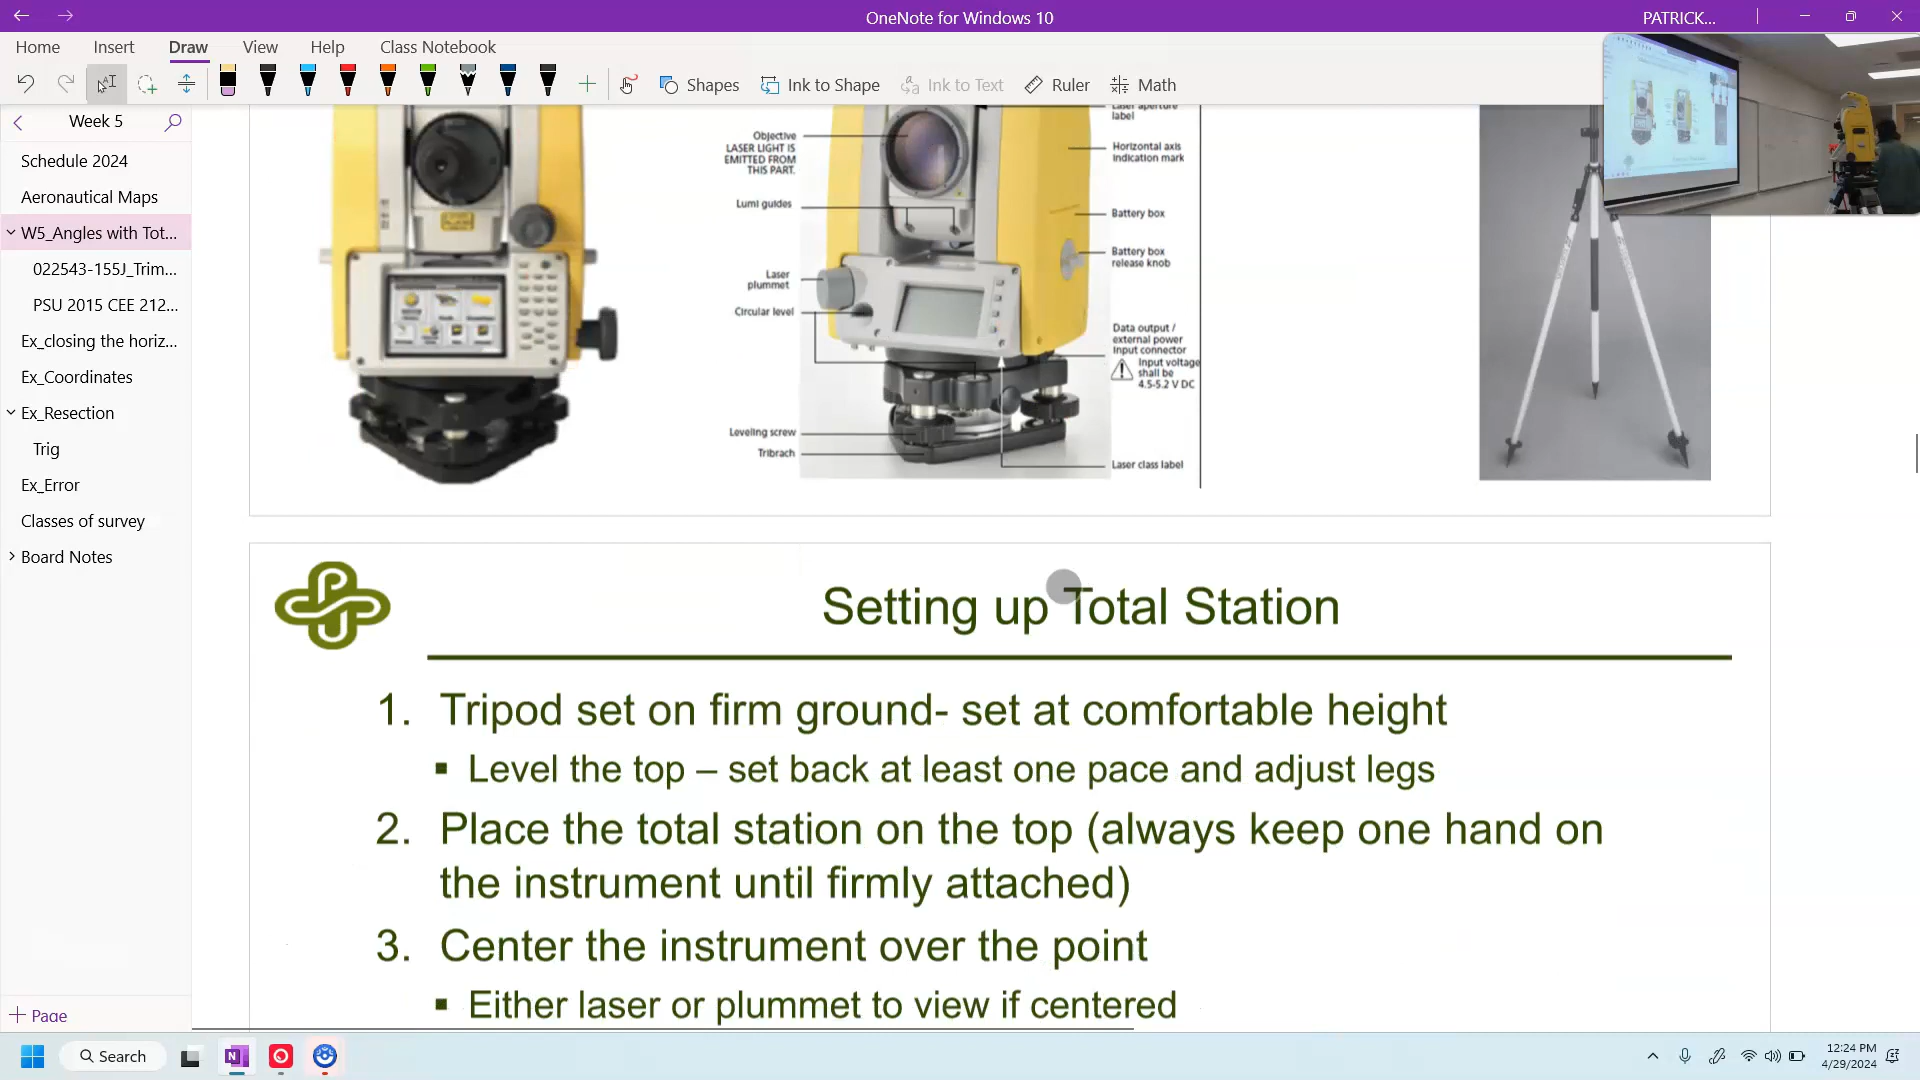 OneNote for Windows 10
PATRICK...
Home
Insert
Draw
View
Help
Class Notebook
Shapes
Ink to Shape
Ink to Text
Ruler
Math
Week 5
Schedule 2024
Aeronautical Maps
W5_Angles with Tot...
022543-155J_Trim...
PSU 2015 CEE 212...
Ex_closing the horiz...
Ex_Coordinates
Ex_Resection
Trig
Ex_Error
Classes of survey
Board Notes
Page
Objective
LASER LIGHT IS
EMITTED FROM
THIS PART.
Lumi guides
Laser
plummet
Circular level
Leveling screw
Tribrach
Laser aperture
label
Horizontal axis
indication mark
Battery box
Battery box
release knob
Data output /
external power
input connector
Input voltage
shall be
4.5-5.2 V DC
Laser class label
Setting up Total Station
1. Tripod set on firm ground- set at comfortable height
▪ Level the top – set back at least one pace and adjust legs
2. Place the total station on the top (always keep one hand on
the instrument until firmly attached)
3. Center the instrument over the point
▪ Either laser or plummet to view if centered
Search
12:24 PM
4/29/2024